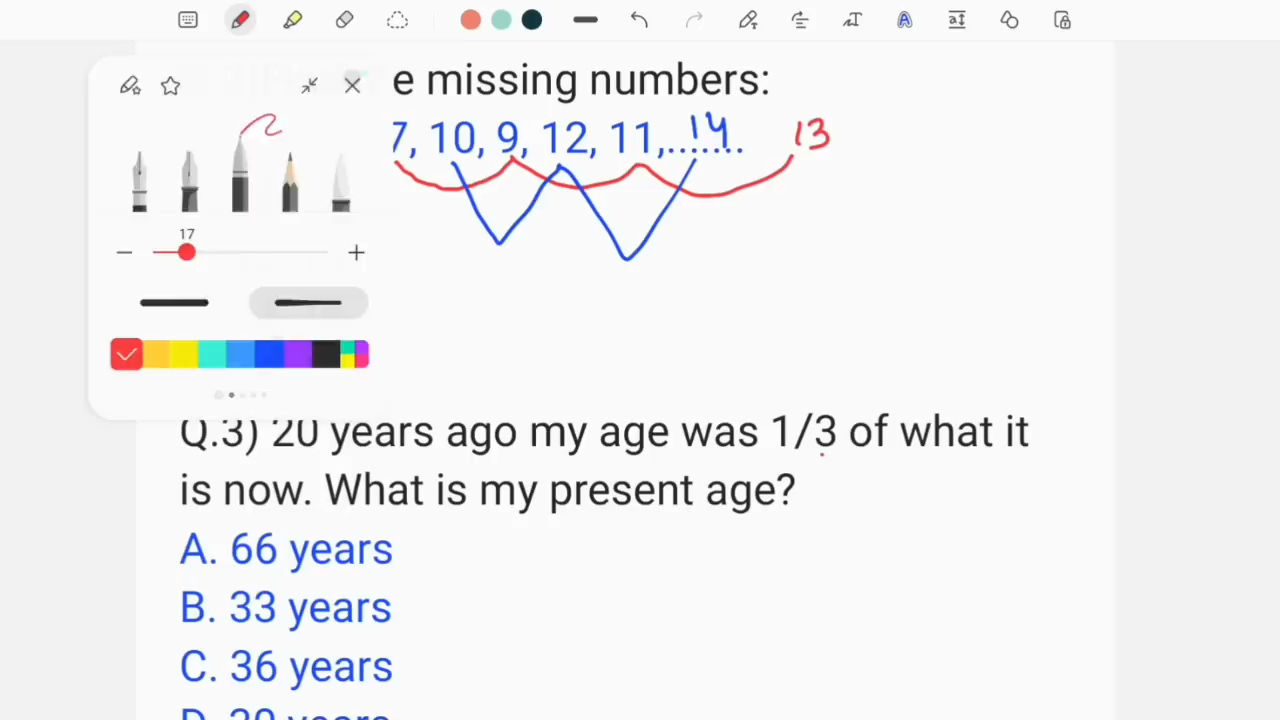 e missing numbers:
7, 10, 9, 12, 11,....14.... 13
17
Q.3) 20 years ago my age was 1/3 of what it
is now. What is my present age?
A. 66 years
B. 33 years
C. 36 years